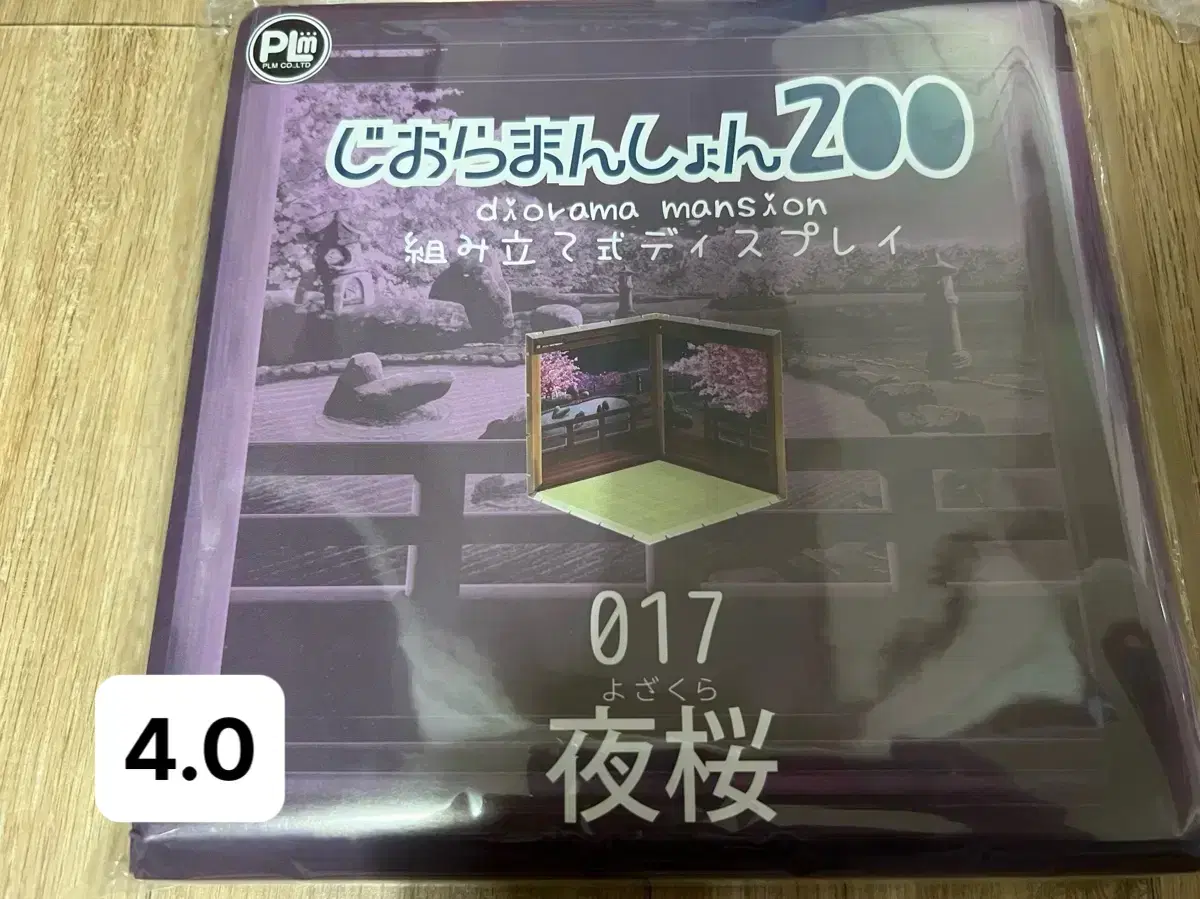 PLm
PLM CO.,LTD
じおらまんしょん200
diorama mansion
組み立て式ディスプレイ
017
よざくら
夜桜
4.0